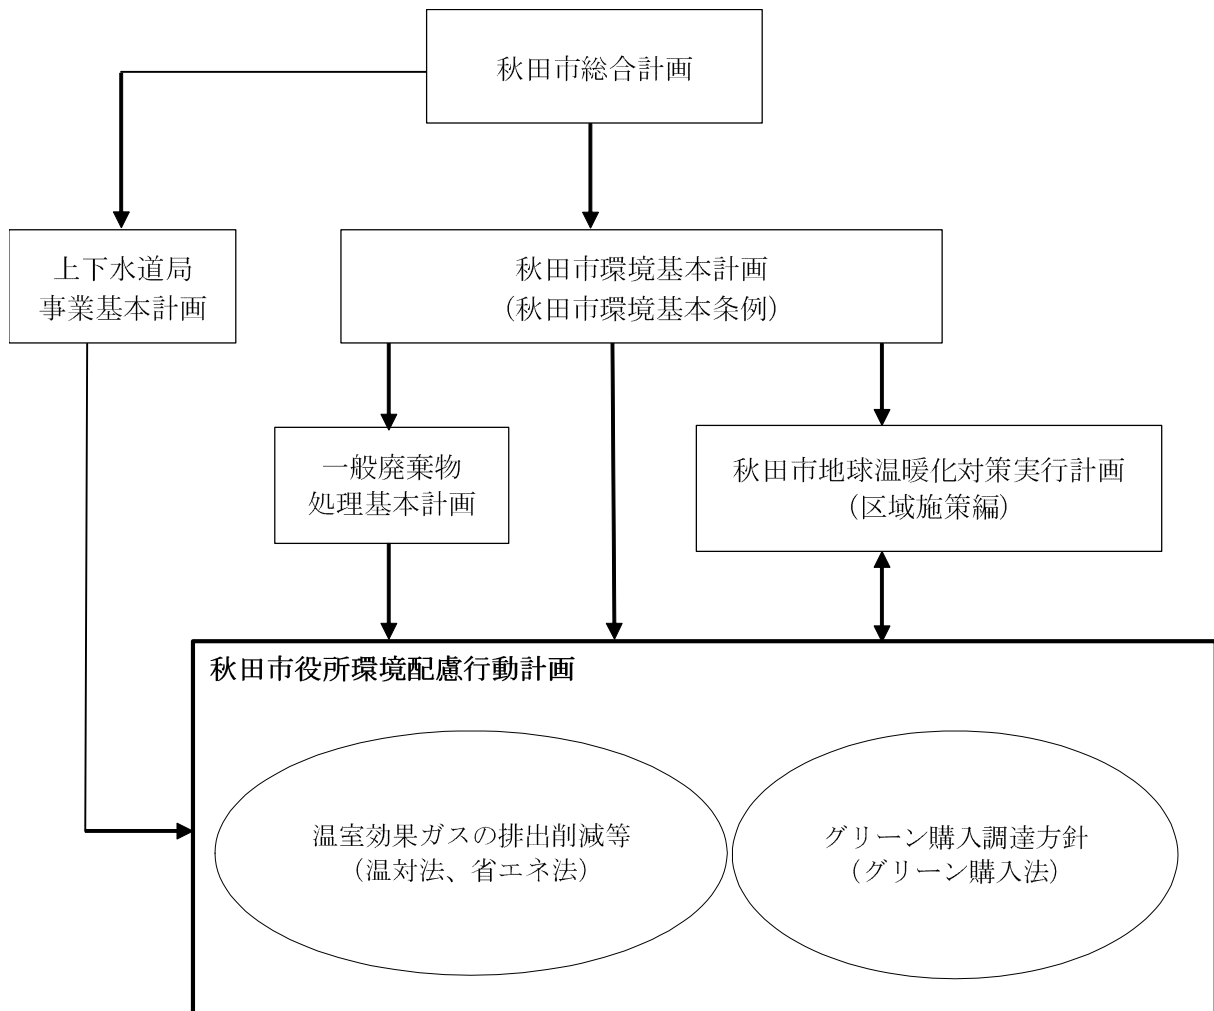 秋田市総合計画
上下水道局
事業基本計画
秋田市環境基本計画
（秋田市環境基本条例）
一般廃棄物
処理基本計画
秋田市地球温暖化対策実行計画
（区域施策編）
秋田市役所環境配慮行動計画
温室効果ガスの排出削減等
（温対法、省エネ法）
グリーン購入調達方針
（グリーン購入法）